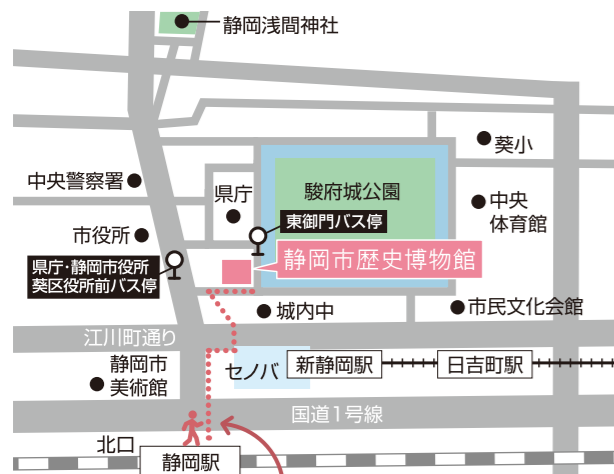 静岡浅間神社
葵小
中央警察署
県庁
駿府城公園
中央
体育館
東御門バス停
市役所
県庁・静岡市役所
葵区役所前バス停
静岡市歴史博物館
城内中
市民文化会館
江川町通り
静岡市
美術館
セノバ
新静岡駅
日吉町駅
国道1号線
北口
静岡駅